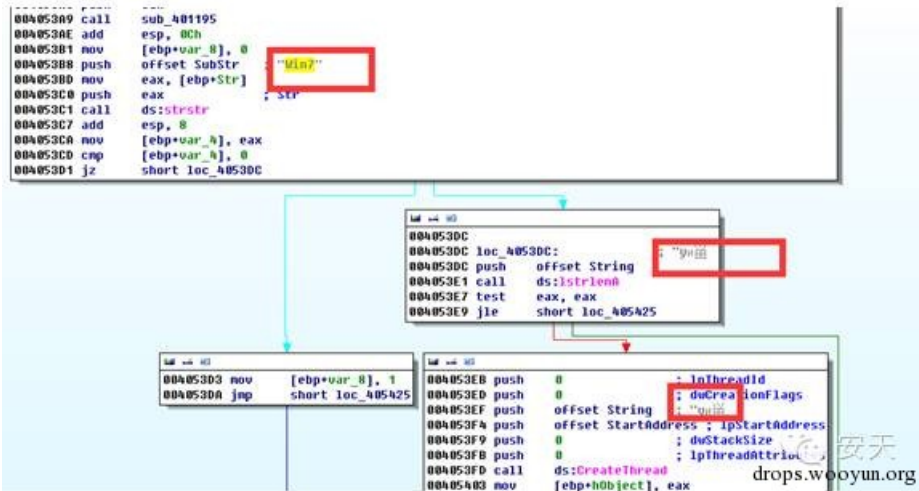 004053A9 call sub_401195
004053AE add esp, 0Ch
004053B1 mov [ebp+var_8], 0
004053B8 push offset SubStr ; "Win7"
004053BD mov eax, [ebp+Str]
004053C0 push eax ; Str
004053C1 call ds:strstr
004053C7 add esp, 8
004053CA mov [ebp+var_4], eax
004053CD cmp [ebp+var_4], 0
004053D1 jz short loc_4053DC
004053DC
004053DC loc_4053DC:
004053DC push offset String
004053E1 call ds:lstrlenA
004053E7 test eax, eax
004053E9 jle short loc_405425
004053D3 mov [ebp+var_8], 1
004053DA jmp short loc_405425
004053EB push 0 ; lpThreadId
004053ED push 0 ; dwCreationFlags
004053EF push offset String
004053F4 push offset StartAddress ; lpStartAddress
004053F9 push 0 ; dwStackSize
004053FB push 0
004053FD call ds:CreateThread
00405403 mov [ebp+hObject], eax
安天
drops.wooyun.org